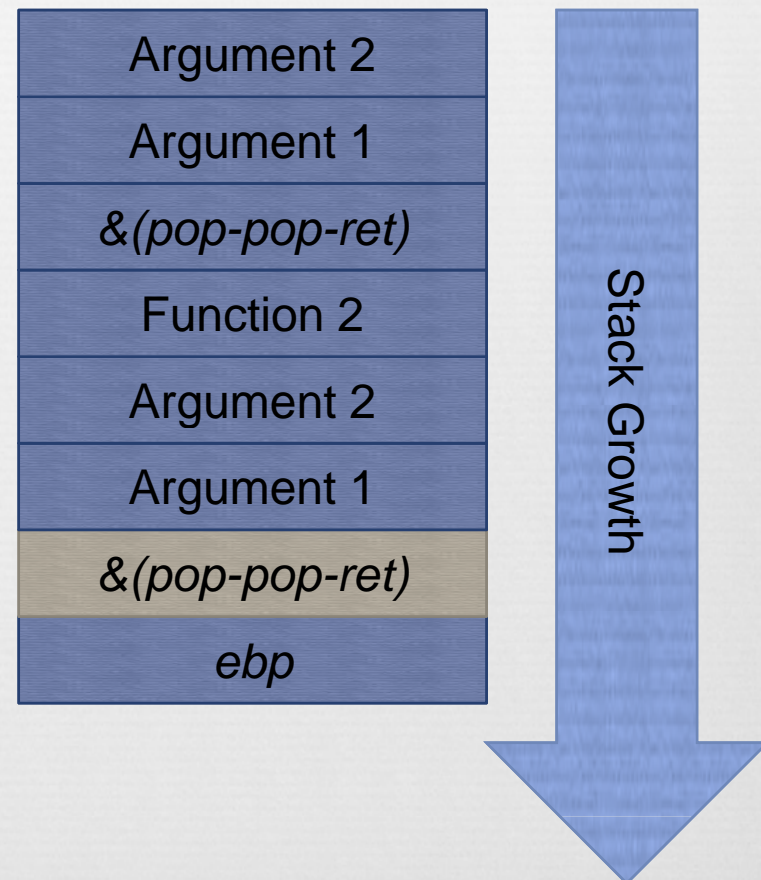 Argument 2
Argument 1
&(pop-pop-ret)
Function 2
Argument 2
Argument 1
&(pop-pop-ret)
ebp
Stack Growth